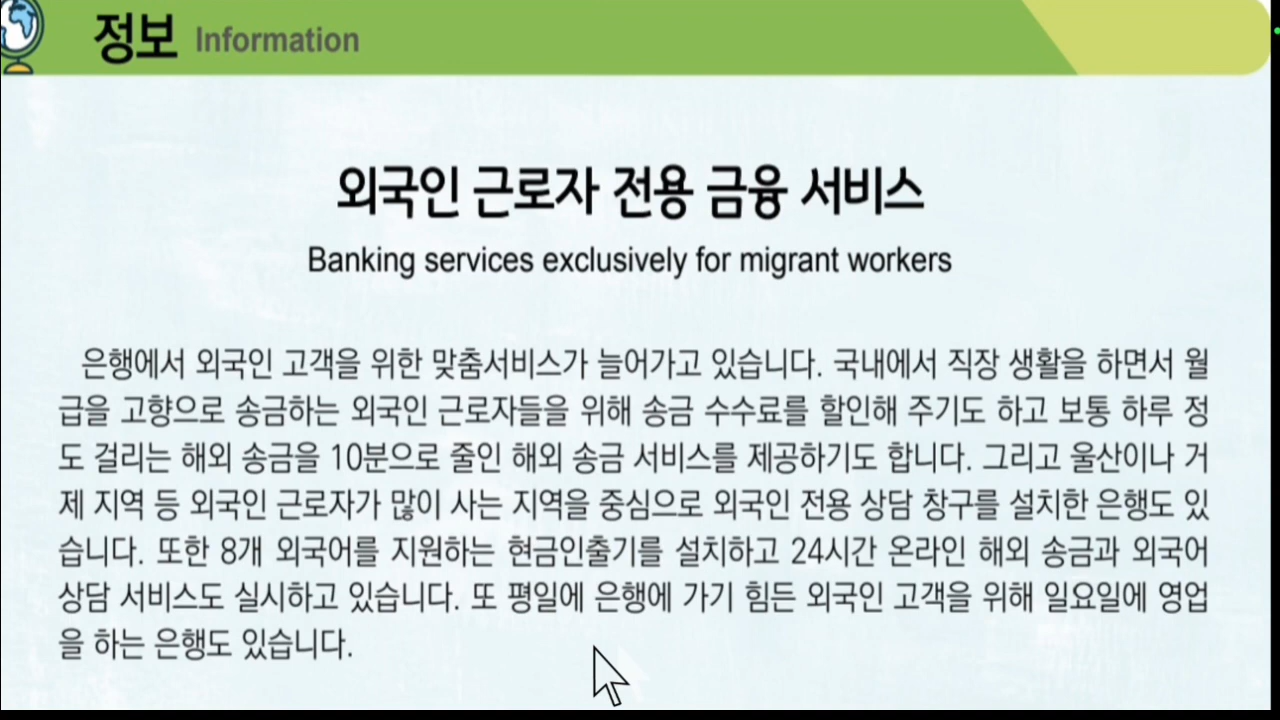 정보 Information
외국인 근로자 전용 금융 서비스
Banking services exclusively for migrant workers
은행에서 외국인 고객을 위한 맞춤서비스가 늘어가고 있습니다. 국내에서 직장 생활을 하면서 월
급을 고향으로 송금하는 외국인 근로자들을 위해 송금 수수료를 할인해 주기도 하고 보통 하루 정
도 걸리는 해외 송금을 10분으로 줄인 해외 송금 서비스를 제공하기도 합니다. 그리고 울산이나 거
제 지역 등 외국인 근로자가 많이 사는 지역을 중심으로 외국인 전용 상담 창구를 설치한 은행도 있
습니다. 또한 8개 외국어를 지원하는 현금인출기를 설치하고 24시간 온라인 해외 송금과 외국어
상담 서비스도 실시하고 있습니다. 또 평일에 은행에 가기 힘든 외국인 고객을 위해 일요일에 영업
을 하는 은행도 있습니다.